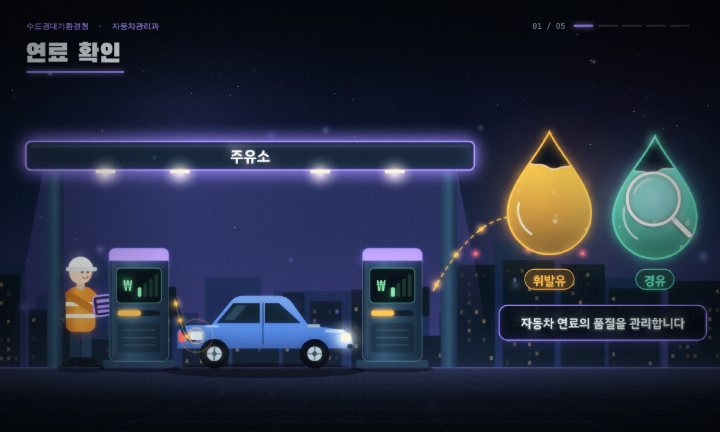 수도권대기환경청 · 자동차관리과
01 / 05
연료 확인
주유소
₩
₩
휘발유
경유
자동차 연료의 품질을 관리합니다